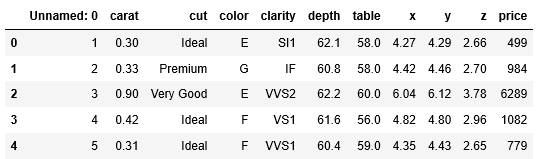 Unnamed: 0 carat cut color clarity depth table x y z price
0 1 0.30 Ideal E SI1 62.1 58.0 4.27 4.29 2.66 499
1 2 0.33 Premium G IF 60.8 58.0 4.42 4.46 2.70 984
2 3 0.90 Very Good E VVS2 62.2 60.0 6.04 6.12 3.78 6289
3 4 0.42 Ideal F VS1 61.6 56.0 4.82 4.80 2.96 1082
4 5 0.31 Ideal F VVS1 60.4 59.0 4.35 4.43 2.65 779